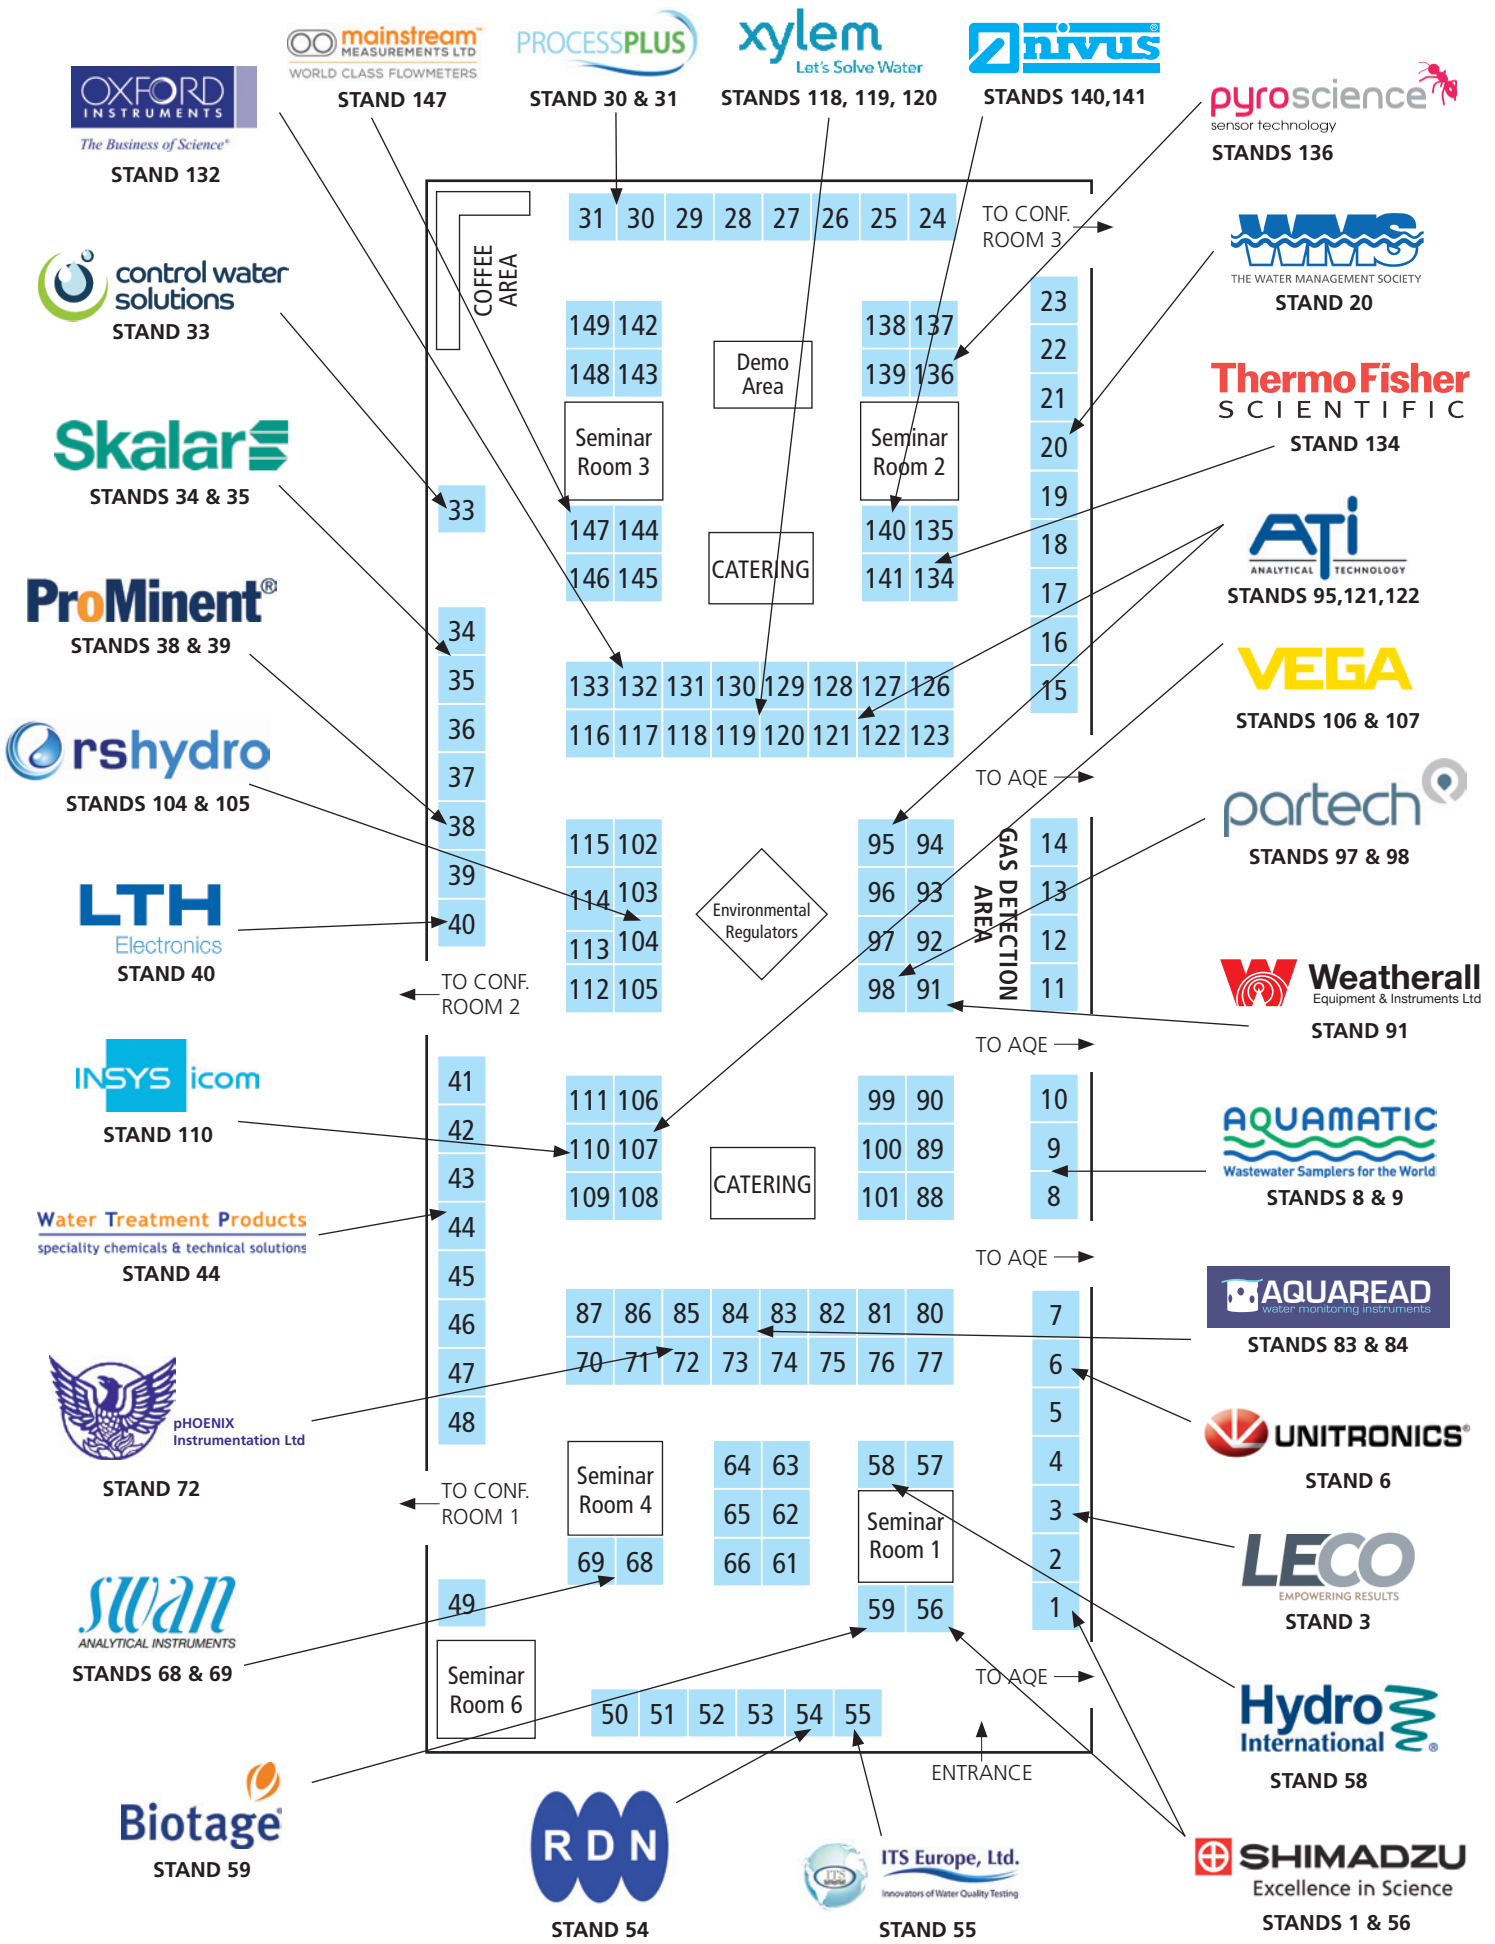 mainstream™
MEASUREMENTS LTD
WORLD CLASS FLOWMETERS
STAND 147
PROCESSPLUS
STAND 30 & 31
xylem
Let's Solve Water
STANDS 118, 119, 120
nivus®
STANDS 140,141
OXFORD
INSTRUMENTS
The Business of Science®
STAND 132
pyroscience
sensor technology
STANDS 136
control water
solutions
STAND 33
WMS
THE WATER MANAGEMENT SOCIETY
STAND 20
Skalar
STANDS 34 & 35
ThermoFisher
SCIENTIFIC
STAND 134
ProMinent®
STANDS 38 & 39
ATi
ANALYTICAL TECHNOLOGY
STANDS 95,121,122
rshydro
STANDS 104 & 105
VEGA
STANDS 106 & 107
LTH
Electronics
STAND 40
partech
STANDS 97 & 98
INSYS icom
STAND 110
Weatherall
Equipment & Instruments Ltd
STAND 91
Water Treatment Products
speciality chemicals & technical solutions
STAND 44
AQUAMATIC
Wastewater Samplers for the World
STANDS 8 & 9
pHOENIX
Instrumentation Ltd
STAND 72
AQUAREAD
water monitoring instruments
STANDS 83 & 84
swan
ANALYTICAL INSTRUMENTS
STANDS 68 & 69
UNITRONICS®
STAND 6
Biotage
STAND 59
LECO
EMPOWERING RESULTS
STAND 3
RDN
STAND 54
ITS
ITS Europe, Ltd.
Innovators of Water Quality Testing
STAND 55
Hydro
International ®
STAND 58
SHIMADZU
Excellence in Science
STANDS 1 & 56
COFFEE
AREA
31 30 29 28 27 26 25 24
TO CONF.
ROOM 3
149 142
148 143
Demo
Area
138 137
139 136
23
22
21
20
19
18
17
16
15
Seminar
Room 3
Seminar
Room 2
33
147 144
146 145
CATERING
140 135
141 134
34
35
36
37
38
39
40
133 132 131 130 129 128 127 126
116 117 118 119 120 121 122 123
TO AQE
115 102
114 103
113 104
112 105
Environmental
Regulators
95 94
96 93
97 92
98 91
GAS DETECTION
AREA
14
13
12
11
TO CONF.
ROOM 2
TO AQE
41
42
43
44
45
46
47
48
111 106
110 107
109 108
CATERING
99 90
100 89
101 88
10
9
8
TO AQE
87 86 85 84 83 82 81 80
70 71 72 73 74 75 76 77
7
6
5
4
3
2
1
TO CONF.
ROOM 1
Seminar
Room 4
69 68
64 63
65 62
66 61
58 57
Seminar
Room 1
59 56
49
Seminar
Room 6
50 51 52 53 54 55
TO AQE
ENTRANCE